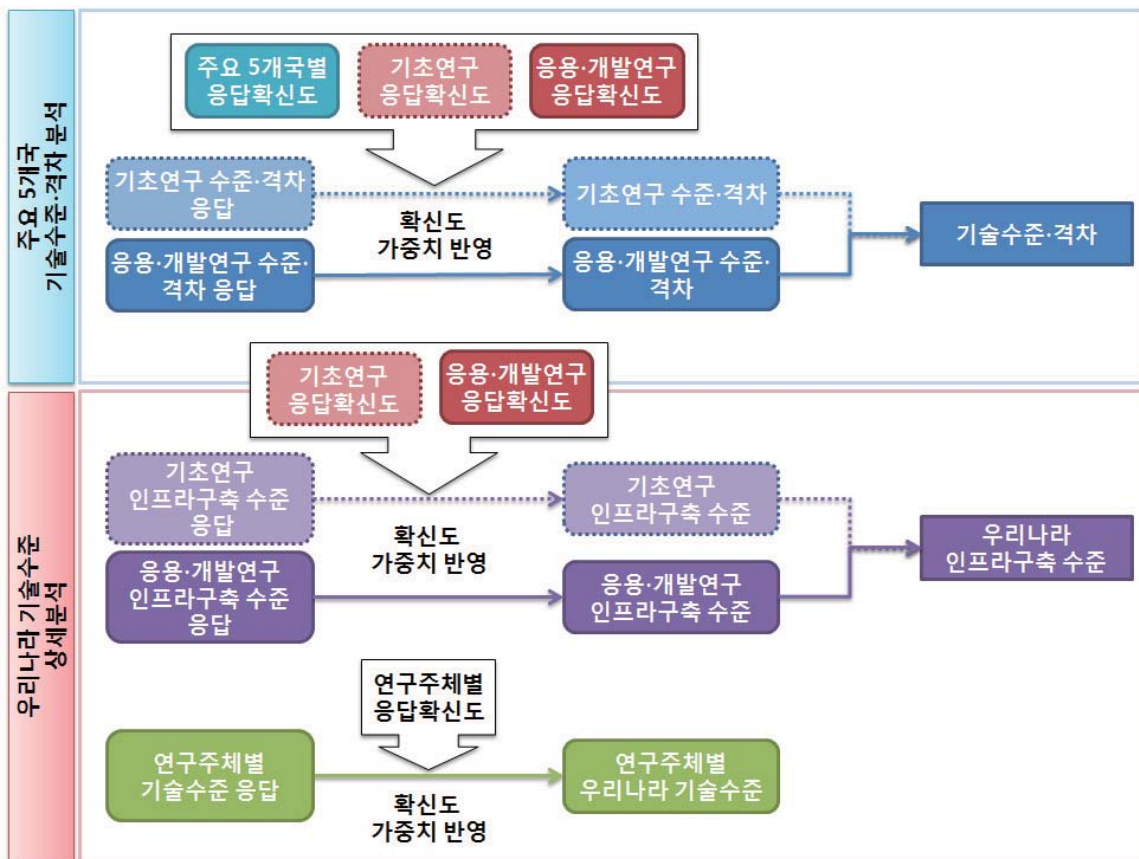 주요 5개국
기술수준·격차 분석
주요 5개국별
응답확신도
기초연구
응답확신도
응용·개발연구
응답확신도
기초연구 수준·격차
응답
확신도
가중치 반영
기초연구 수준·격차
응용·개발연구 수준·
격차 응답
응용·개발연구 수준·
격차
기술수준·격차
우리나라 기술수준
상세분석
기초연구
응답확신도
응용·개발연구
응답확신도
기초연구
인프라구축 수준
응답
확신도
가중치 반영
기초연구
인프라구축 수준
응용·개발연구
인프라구축 수준
응답
응용·개발연구
인프라구축 수준
우리나라
인프라구축 수준
연구주체별
응답확신도
연구주체별
기술수준 응답
확신도
가중치 반영
연구주체별
우리나라 기술수준